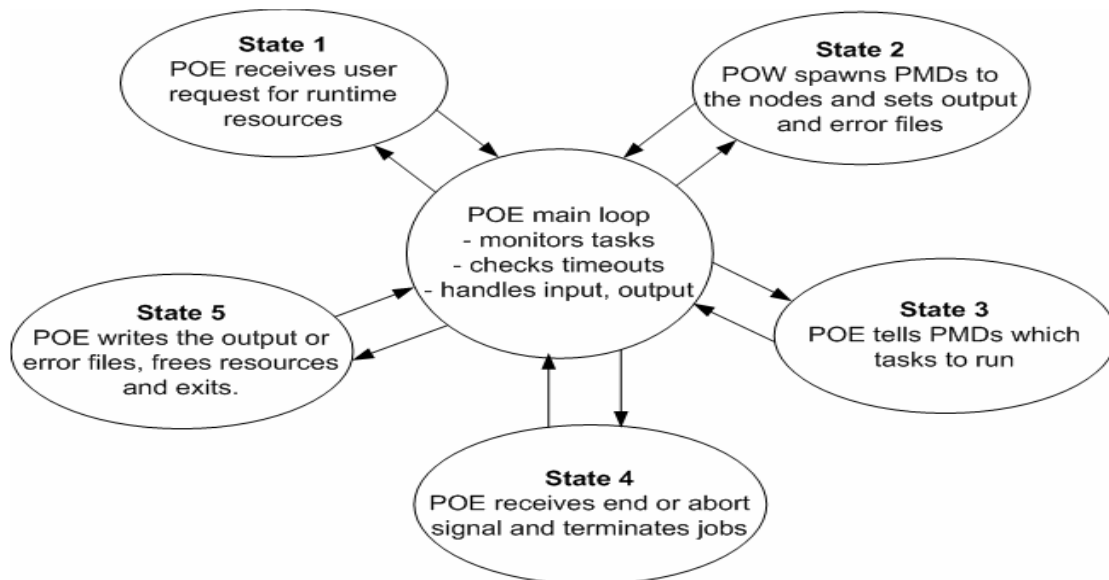 State 1
POE receives user
request for runtime
resources
State 2
POW spawns PMDs to
the nodes and sets output
and error files
POE main loop
- monitors tasks
- checks timeouts
- handles input, output
State 3
POE tells PMDs which
tasks to run
State 5
POE writes the output or
error files, frees resources
and exits.
State 4
POE receives end or abort
signal and terminates jobs